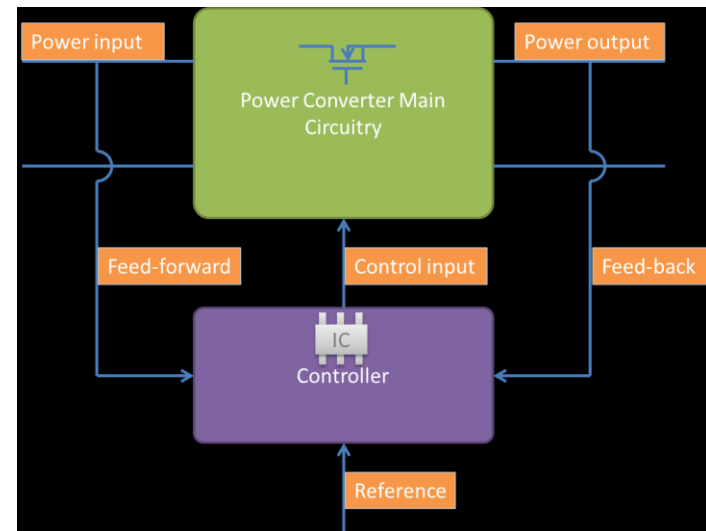 Power input
Power output
Power Converter Main
Circuitry
Feed-forward
Control input
Feed-back
IC
Controller
Reference